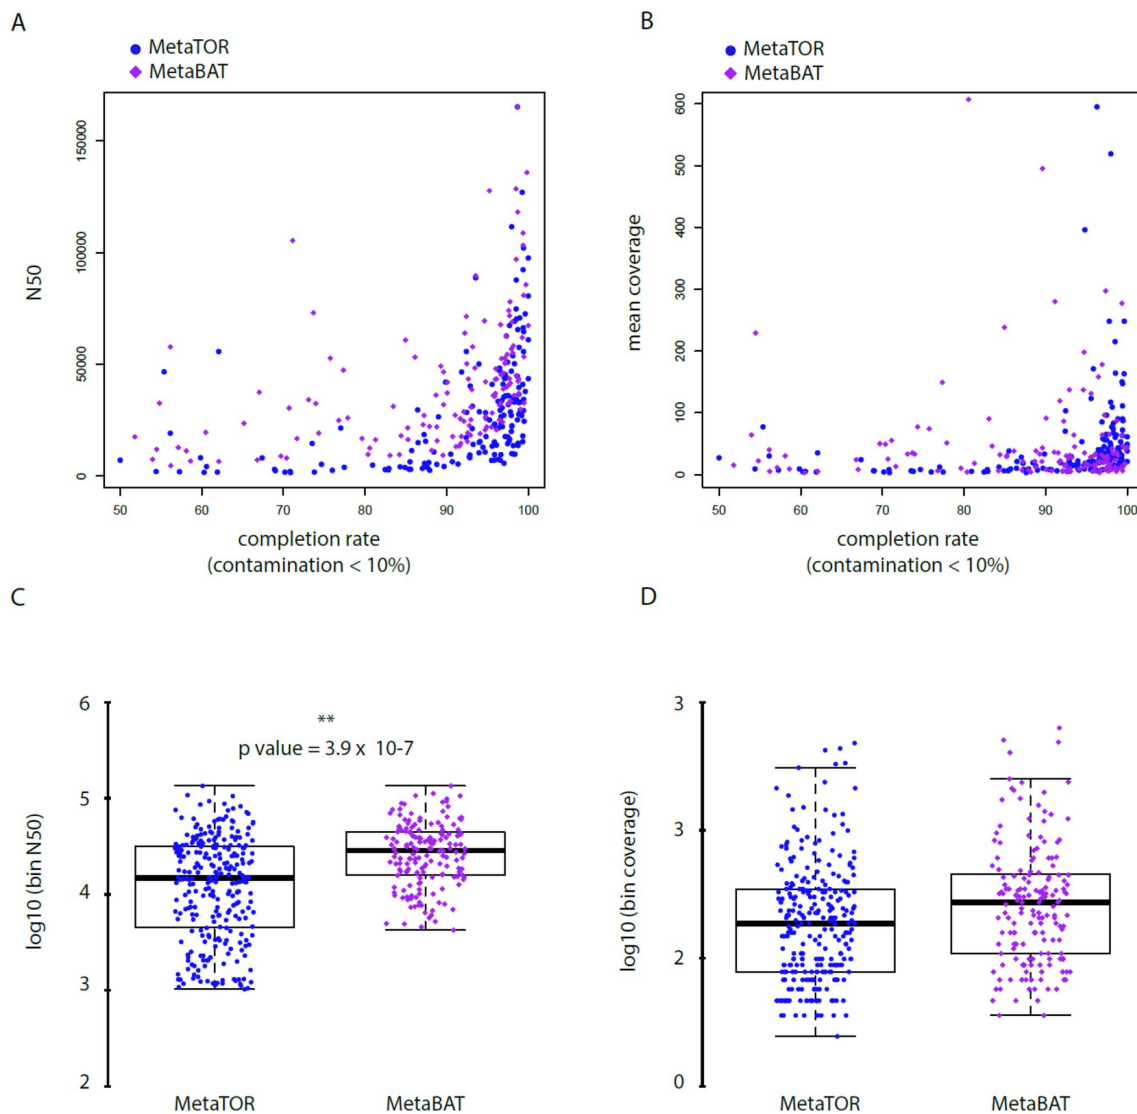 A
MetaTOR
MetaBAT
150000
100000
50000
0
N50
50 60 70 80 90 100
completion rate
(contamination < 10%)
B
MetaTOR
MetaBAT
600
500
400
300
200
100
0
mean coverage
50 60 70 80 90 100
completion rate
(contamination < 10%)
C
6
5
4
3
2
log10 (bin N50)
**
p value = 3.9 x 10-7
MetaTOR MetaBAT
D
3
3
2
0
log10 (bin coverage)
MetaTOR MetaBAT